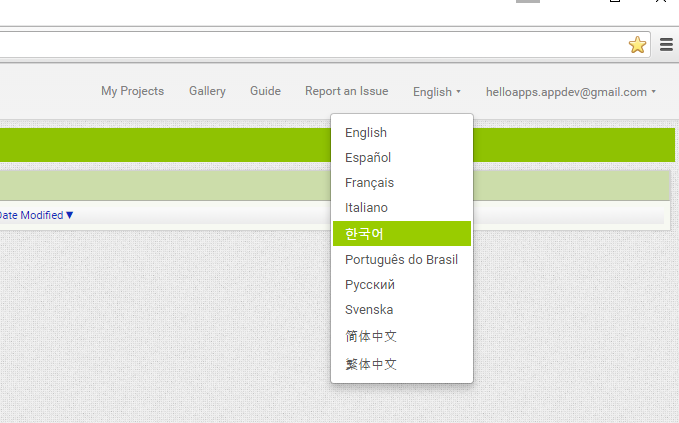 My Projects Gallery Guide Report an Issue English helloapps.appdev@gmail.com
English
Español
Français
Date Modified
Italiano
한국어
Português do Brasil
Русский
Svenska
简体中文
繁体中文